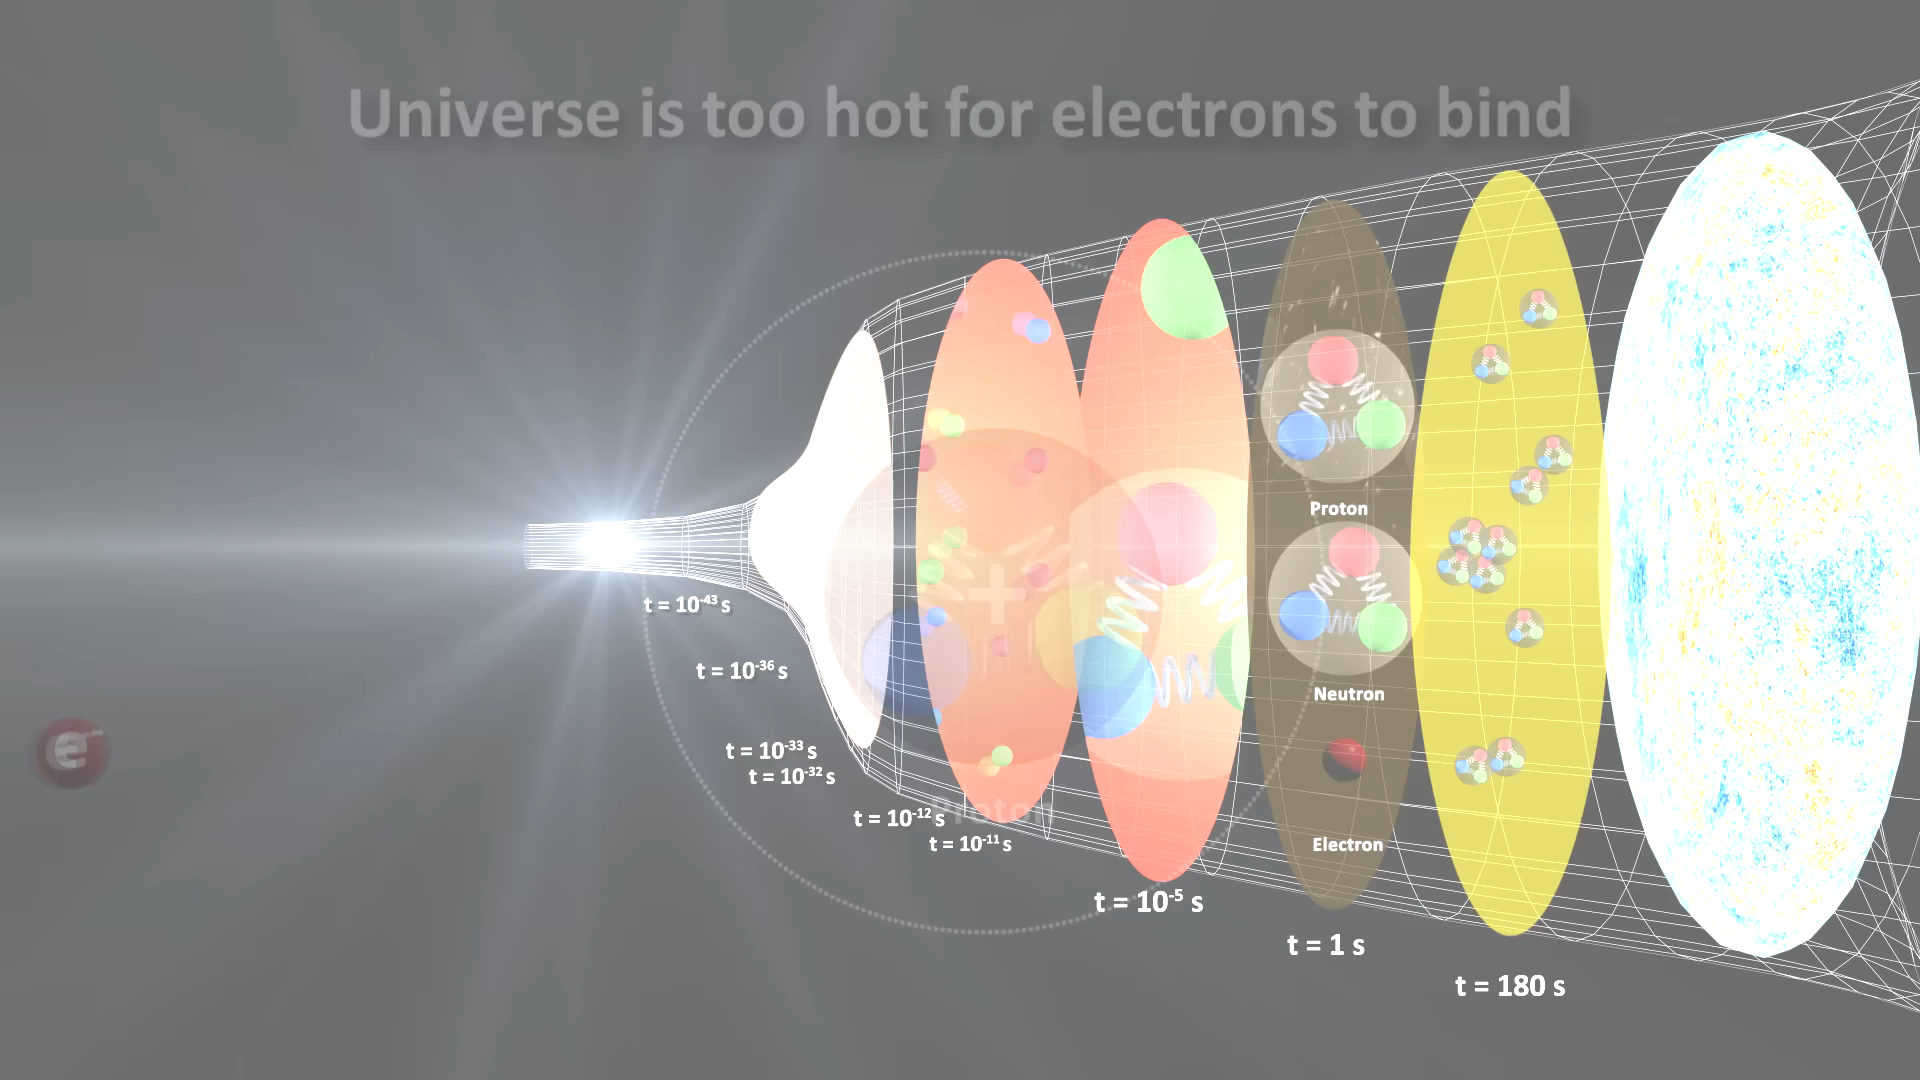 Universe is too hot for electrons to bind
t = 10⁻⁴³ s
t = 10⁻³⁶ s
t = 10⁻³³ s
t = 10⁻³² s
t = 10⁻¹² s
t = 10⁻¹¹ s
t = 10⁻⁵ s
t = 1 s
t = 180 s
Proton
Neutron
Electron
e⁻
+
Proton